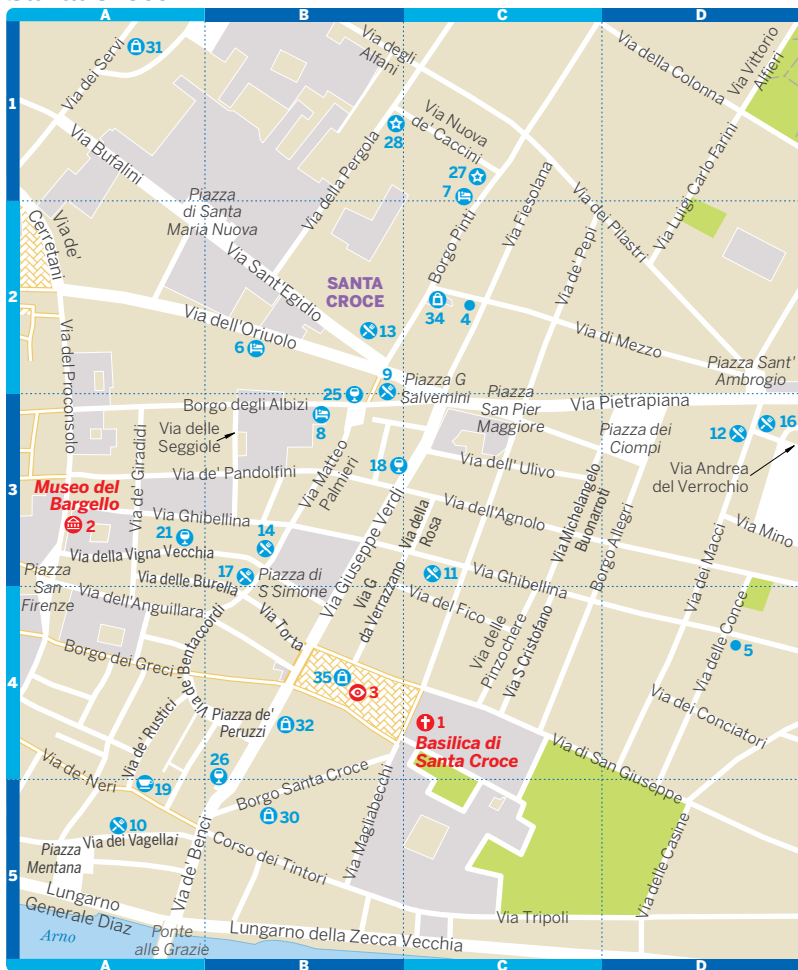 A
B
C
D
1
2
3
4
5
31
Via dei Servi
Via degli
Alfani
Via della Colonna
Via Vittorio
Alfieri
Via Bufalini
28
Via Nuova
de' Caccini
27
7
Via della Pergola
Piazza
di Santa
Maria Nuova
Via de'
Cerretani
Borgo Pinti
Via Fiesolana
Via dei Pilastri
Via Luigi Carlo Farini
Via de' Pepi
Via Sant'Egidio
SANTA
CROCE
34
4
13
Via dell'Oriuolo
6
Via di Mezzo
Via del Proconsolo
9
25
Piazza G
Salvemini
Piazza Sant'
Ambrogio
Borgo degli Albizi
8
Piazza
San Pier
Maggiore
Via Pietrapiana
Piazza dei
Ciompi
12
16
Via delle
Seggiole
Via de' Giradidi
Via de' Pandolfini
Via Matteo
Palmieri
18
Via dell' Ulivo
Via Andrea
del Verrochio
Museo del
Bargello
2
Via Ghibellina
21
14
Via Giuseppe Verdi
Via della
Rosa
Via dell'Agnolo
Via Michelangelo
Buonarroti
Borgo Allegri
Via Mino
Via della Vigna Vecchia
17
Piazza di
S Simone
11
Via Ghibellina
Via dei Macci
Piazza
San
Firenze
Via delle Burella
Via dell'Anguillara
Via Torta
Via G
da Verrazzano
Via del Fico
Via delle
Pinzochere
Via S Cristofano
Via delle Conce
5
Borgo dei Greci
Via de' Bentaccordi
35
3
Via de' Rustici
Piazza de'
Peruzzi
32
1
Basilica di
Santa Croce
Via dei Conciatori
Via di San Giuseppe
Via de' Neri
26
19
Borgo Santa Croce
30
10
Via dei Vagellai
Piazza
Mentana
Via de' Benci
Corso dei Tintori
Via Magliabecchi
Via delle Casine
Lungarno
Generale Diaz
Via Tripoli
Arno
Ponte
alle Grazie
Lungarno della Zecca Vecchia
A
B
C
D